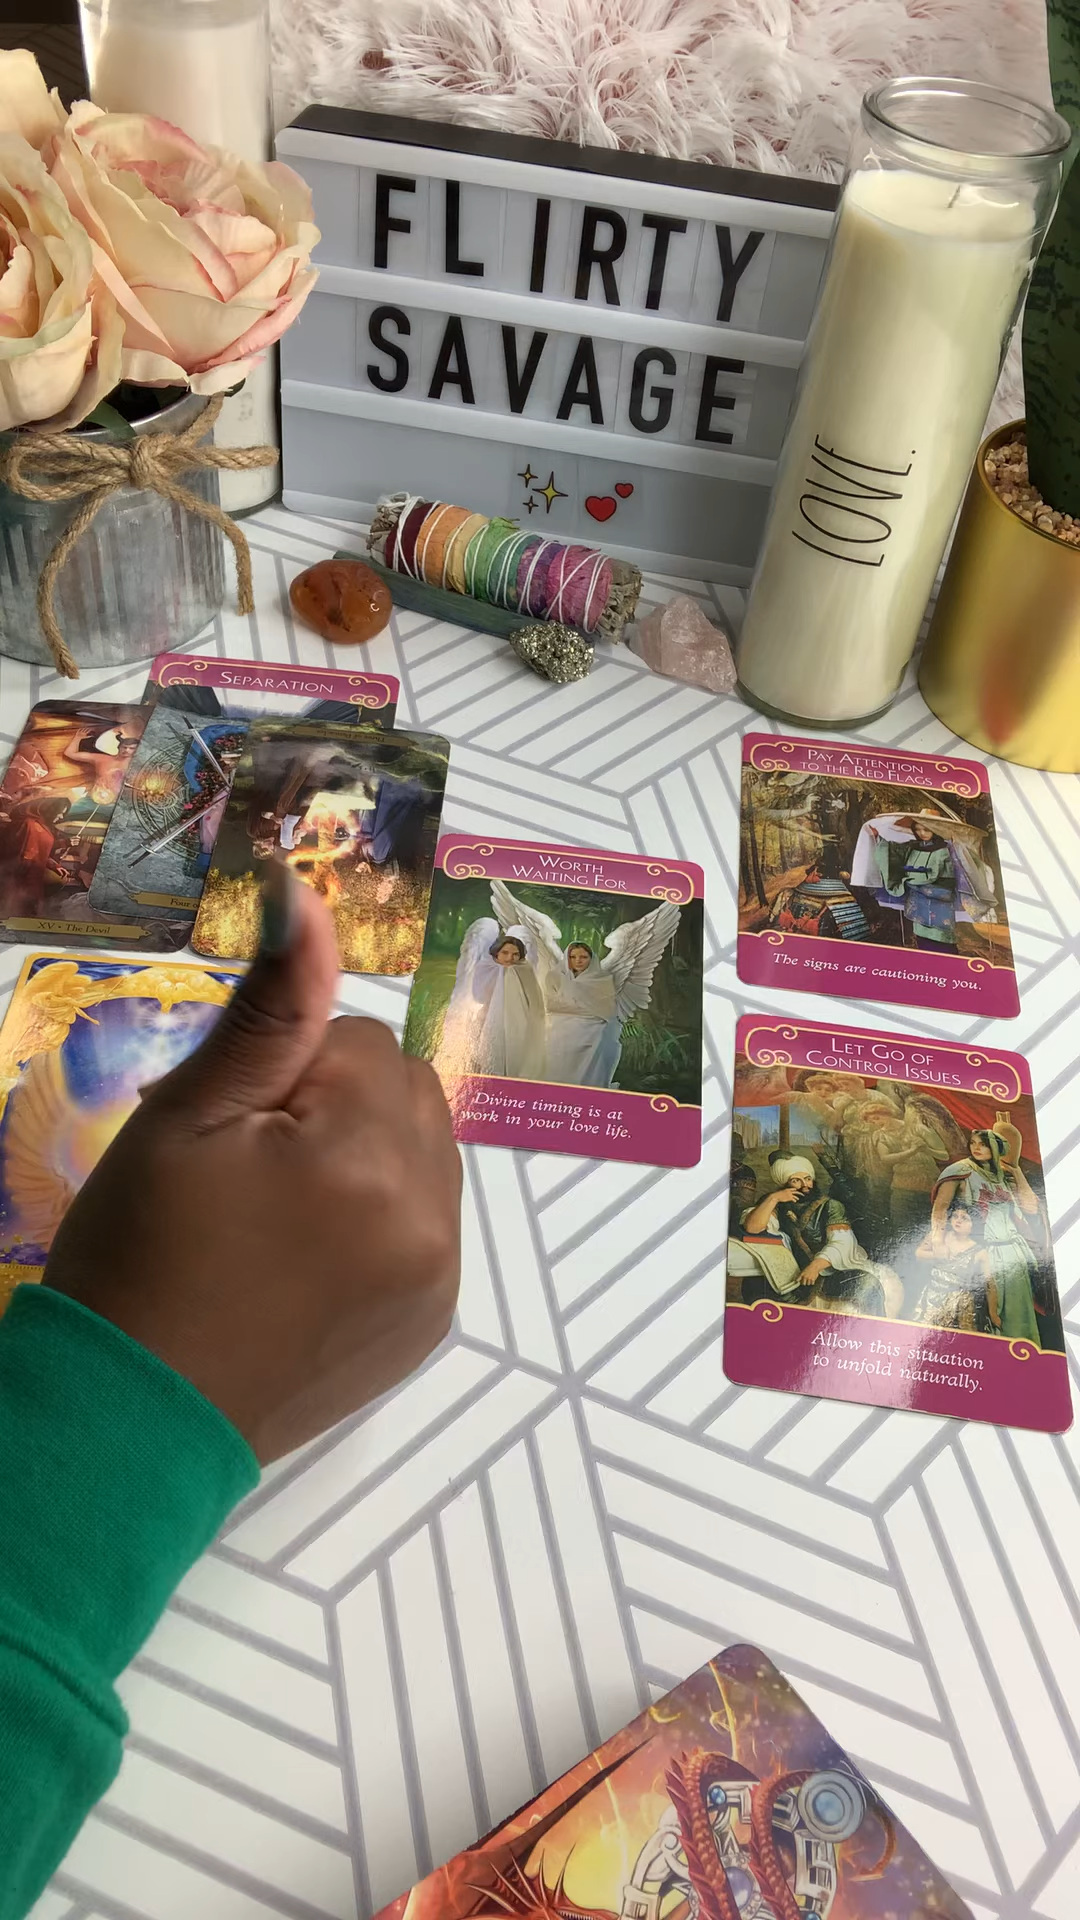 FLIRTY
SAVAGE
LOVE.
SEPARATION
XV • The Devil
Four
WORTH
WAITING FOR
Divine timing is at
work in your love life.
PAY ATTENTION
TO THE RED FLAGS
The signs are cautioning you.
LET GO OF
CONTROL ISSUES
Allow this situation
to unfold naturally.